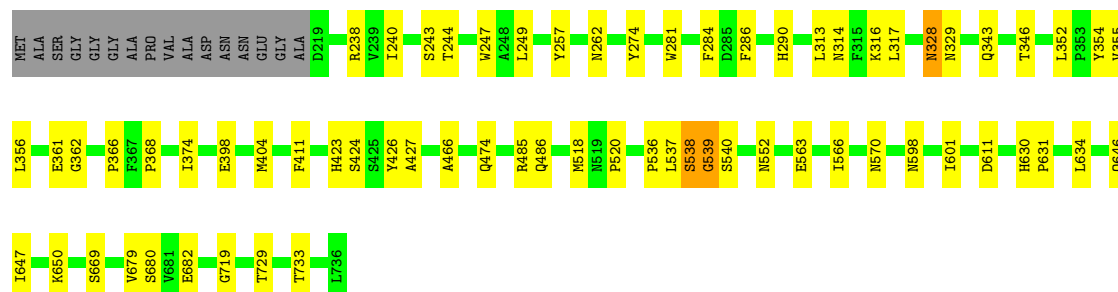 MET ALA SER GLY GLY GLY ALA PRO VAL ALA ASP ASN ASN GLU GLY ALA D219 R238 V239 I240 S243 T244 W247 A248 L249 Y257 N262 Y274 W281 F284 D285 F286 H290 L313 N314 F315 K316 L317 N328 N329 Q343 T346 L352 P353 Y354 V355
L356 E361 G362 P366 F367 P368 I374 E398 M404 F411 H423 S424 S425 Y426 A427 A466 Q474 R485 Q486 M518 N519 P520 P536 L537 S538 G539 S540 N552 E563 I566 N570 N598 I601 D611 H630 P631 L634 Q646
I647 K650 S669 V679 S680 V681 E682 G719 T729 T733 L736